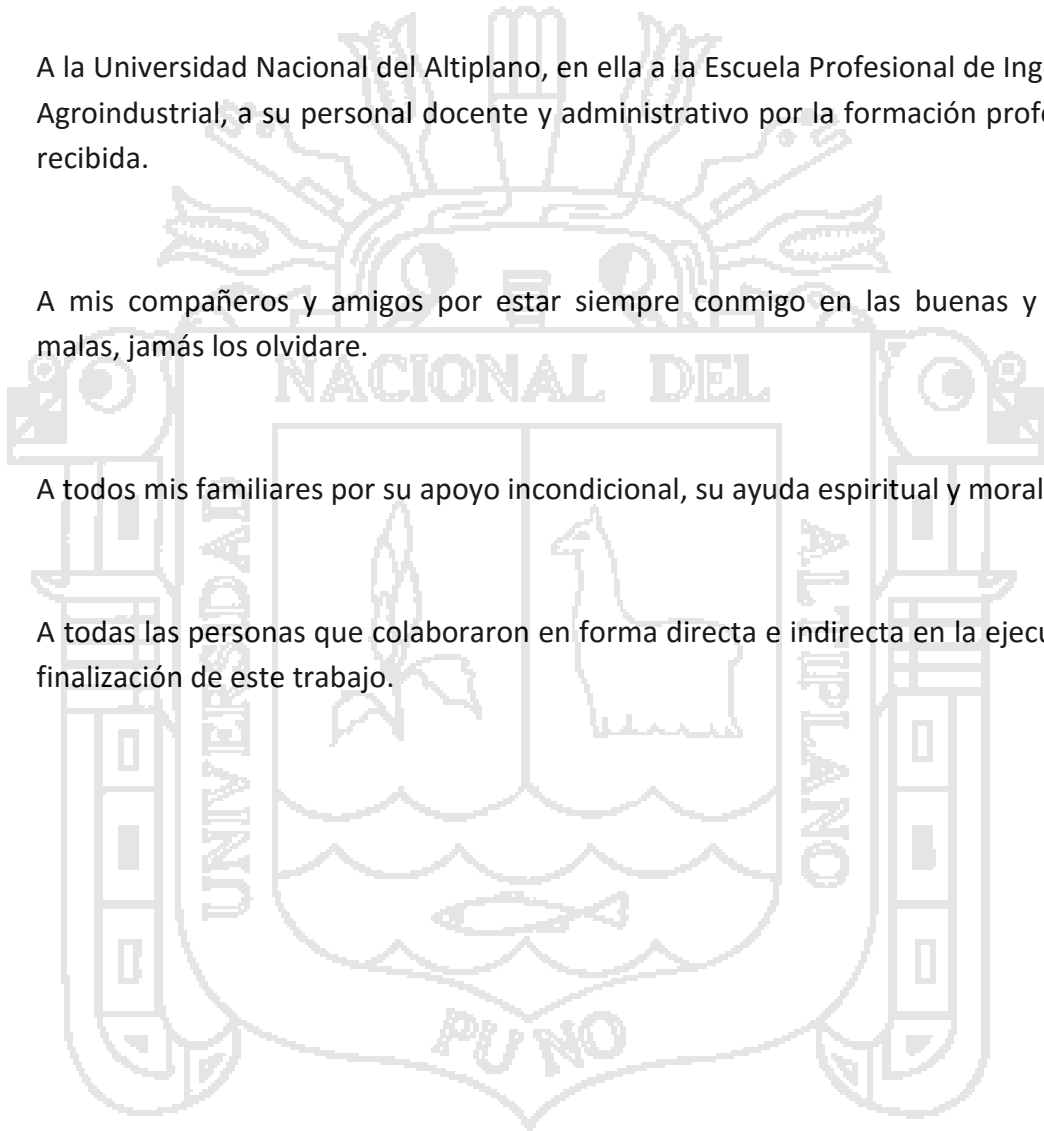 A la Universidad Nacional del Altiplano, en ella a la Escuela Profesional de
Agroindustrial, a su personal docente y administrativo por la formación
recibida.
A mis compañeros y amigos por estar siempre conmigo en las buenas y
malas, jamás los olvidare.
A todos mis familiares por su apoyo incondicional, su ayuda espiritual y moral
A todas las personas que colaboraron en forma directa e indirecta en la
finalización de este trabajo.
UNIVERSIDAD
NACIONAL DEL
ALTIPLANO
PUNO